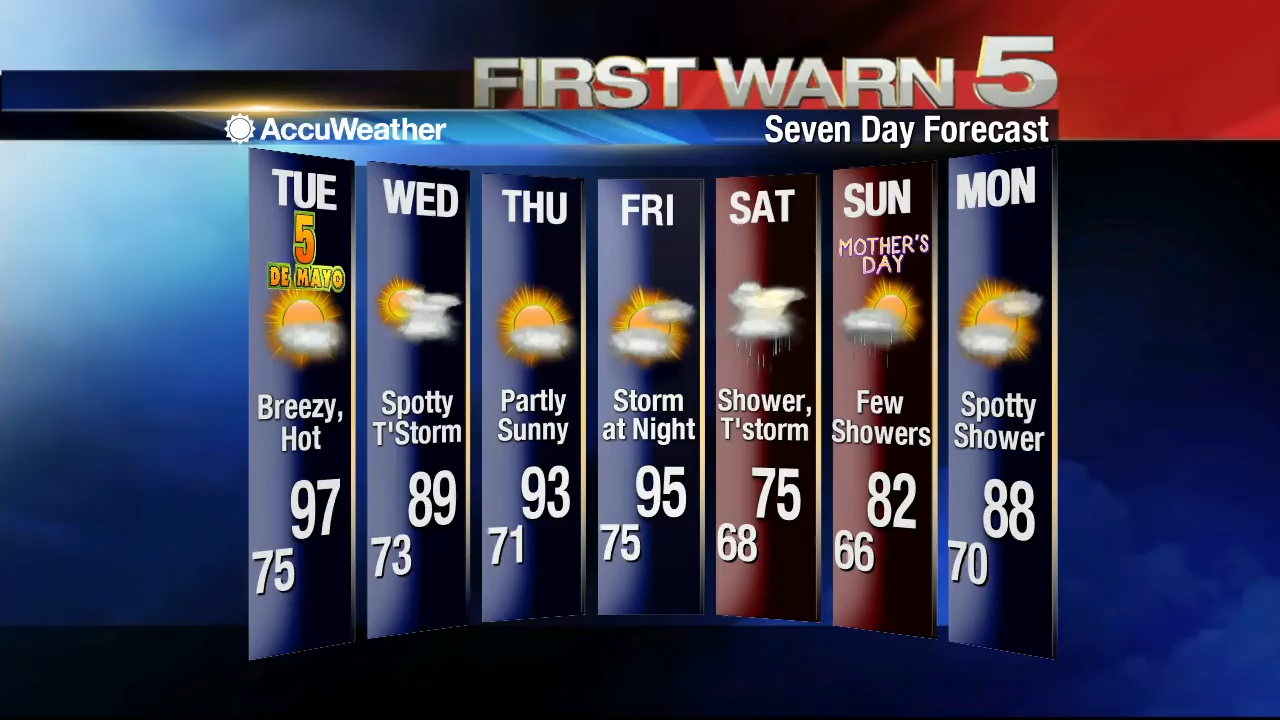 FIRST WARN 5
AccuWeather
Seven Day Forecast
TUE
5
DE MAYO
Breezy,
Hot
97
75
WED
Spotty
T'Storm
89
73
THU
Partly
Sunny
93
71
FRI
Storm
at Night
95
75
SAT
Shower,
T'storm
75
68
SUN
MOTHER'S
DAY
Few
Showers
82
66
MON
Spotty
Shower
88
70